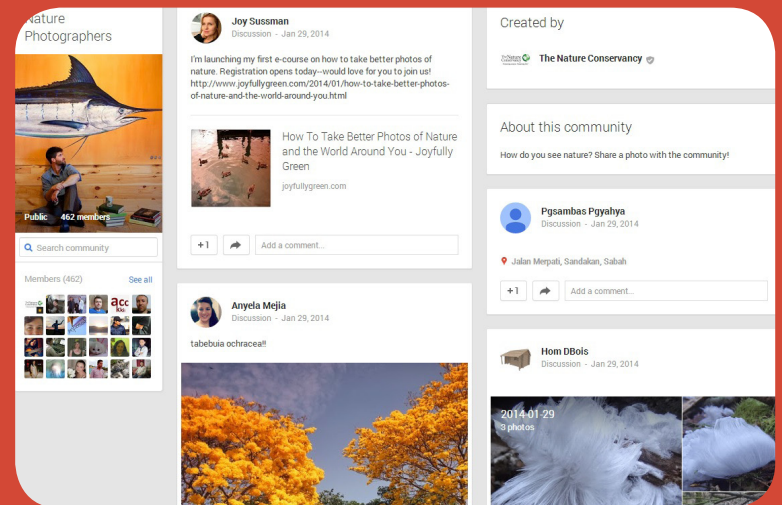 Nature
Photographers
Public 462 members
Search community
Members (462) See all
acc
Joy Sussman
Discussion - Jan 29, 2014
I'm launching my first e-course on how to take better photos of
nature. Registration opens today--would love for you to join us!
http://www.joyfullygreen.com/2014/01/how-to-take-better-photos-
of-nature-and-the-world-around-you.html
How To Take Better Photos of Nature
and the World Around You - Joyfully
Green
joyfullygreen.com
+1
Add a comment...
Anyela Mejia
Discussion - Jan 29, 2014
tabebuia ochracea!!
Created by
The Nature Conservancy
About this community
How do you see nature? Share a photo with the community!
Pgsambas Pgyahya
Discussion - Jan 29, 2014
Jalan Merpati, Sandakan, Sabah
+1
Add a comment...
Hom DBois
Discussion - Jan 29, 2014
2014-01-29
3 photos